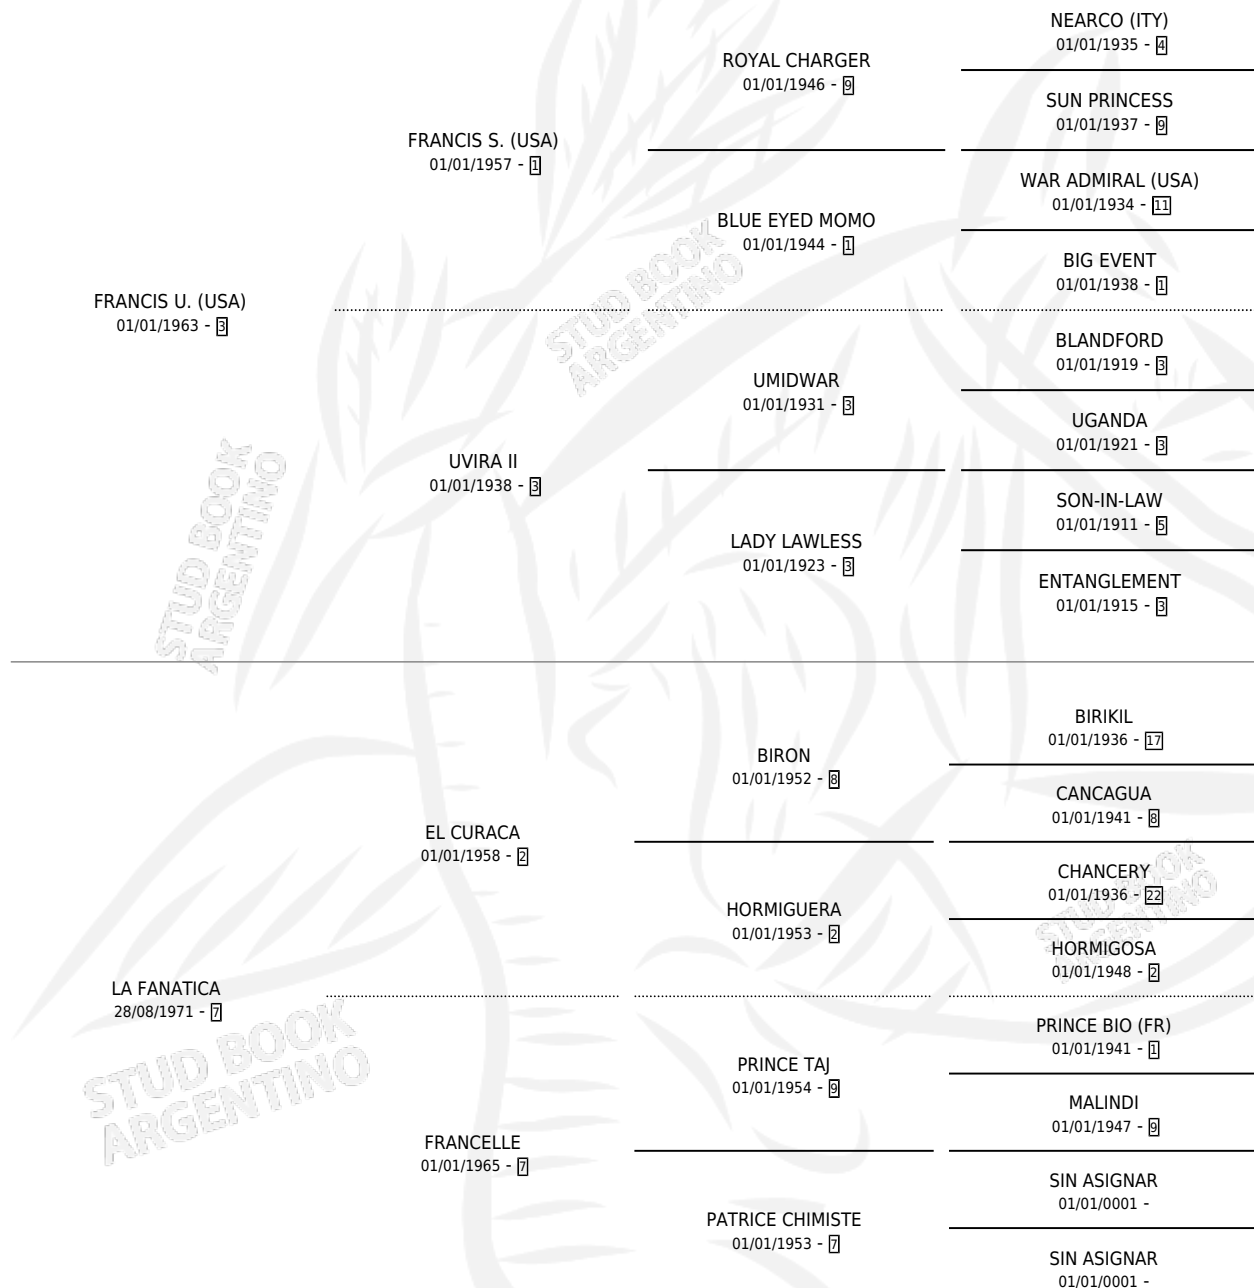 NEARCO (ITY)
01/01/1935 - 4
ROYAL CHARGER
01/01/1946 - 9
SUN PRINCESS
01/01/1937 - 9
FRANCIS S. (USA)
01/01/1957 - 1
WAR ADMIRAL (USA)
01/01/1934 - 11
BLUE EYED MOMO
01/01/1944 - 1
BIG EVENT
01/01/1938 - 1
FRANCIS U. (USA)
01/01/1963 - 3
BLANDFORD
01/01/1919 - 3
UMIDWAR
01/01/1931 - 3
UGANDA
01/01/1921 - 3
UVIRA II
01/01/1938 - 3
SON-IN-LAW
01/01/1911 - 5
LADY LAWLESS
01/01/1923 - 3
ENTANGLEMENT
01/01/1915 - 3
BIRIKIL
01/01/1936 - 17
BIRON
01/01/1952 - 8
CANCAGUA
01/01/1941 - 8
EL CURACA
01/01/1958 - 2
CHANCERY
01/01/1936 - 22
HORMIGUERA
01/01/1953 - 2
HORMIGOSA
01/01/1948 - 2
LA FANATICA
28/08/1971 - 7
PRINCE BIO (FR)
01/01/1941 - 1
PRINCE TAJ
01/01/1954 - 9
MALINDI
01/01/1947 - 9
FRANCELLE
01/01/1965 - 7
SIN ASIGNAR
01/01/0001 -
PATRICE CHIMISTE
01/01/1953 - 7
SIN ASIGNAR
01/01/0001 -
STUD BOOK
ARGENTINO
STUD BOOK
ARGENTINO
STUD BOOK
ARGENTINO
STUD BOOK
ARGENTINO